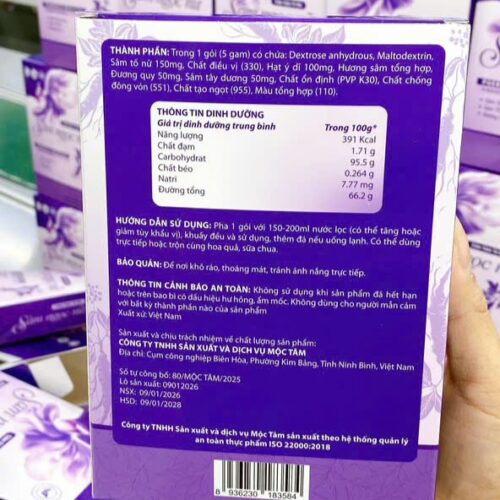 THÀNH PHẦN: Trong 1 gói (5 gam) có chứa: Dextrose anhydrous, Maltodextrin,
Sâm tố nữ 150mg, Chất điều vị (330), Hạt ý dĩ 100mg, Hương sâm tổng hợp,
Đương quy 50mg, Sâm tây dương 50mg, Chất ổn định (PVP K30), Chất chống
đông vón (551), Chất tạo ngọt (955), Màu tổng hợp (110).
THÔNG TIN DINH DƯỠNG
Giá trị dinh dưỡng trung bình Trong 100g*
Năng lượng 391 Kcal
Chất đạm 1.71 g
Carbohydrat 95.5 g
Chất béo 0.264 g
Natri 7.77 mg
Đường tổng 66.2 g
HƯỚNG DẪN SỬ DỤNG: Pha 1 gói với 150-200ml nước lọc (có thể tăng hoặc
giảm tùy khẩu vị), khuấy đều và sử dụng, thêm đá nếu uống lạnh. Có thể dùng
trực tiếp hoặc trộn cùng hoa quả, sữa chua.
BẢO QUẢN: Để nơi khô ráo, thoáng mát, tránh ánh nắng trực tiếp.
THÔNG TIN CẢNH BÁO AN TOÀN: Không sử dụng khi sản phẩm đã hết hạn
hoặc trên bao bì có dấu hiệu hư hỏng, ẩm mốc. Không dùng cho người mẫn cảm
với bất kỳ thành phần nào của sản phẩm
Xuất xứ: Việt Nam
Sản xuất và chịu trách nhiệm về chất lượng sản phẩm:
CÔNG TY TNHH SẢN XUẤT VÀ DỊCH VỤ MỘC TÂM
Địa chỉ: Cụm công nghiệp Biên Hòa, Phường Kim Bảng, Tỉnh Ninh Bình, Việt Nam
Số tự công bố: 80/MỘC TÂM/2025
Lô sản xuất: 09012026
NSX: 09/01/2026
HSD: 09/01/2028
Công ty TNHH Sản xuất và dịch vụ Mộc Tâm sản xuất theo hệ thống quản lý
an toàn thực phẩm ISO 22000:2018
8 936230 183584